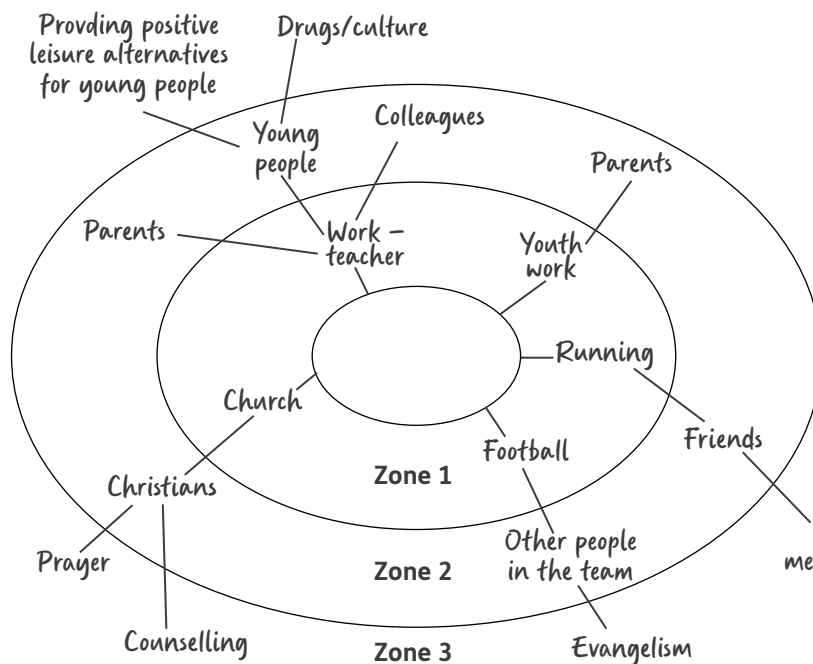 Provding positive
leisure alternatives
for young people
Drugs/culture
Young
people
Colleagues
Parents
Parents
Work –
teacher
Youth
work
Running
Church
Football
Friends
Zone 1
Christians
Other people
in the team
Prayer
Zone 2
Counselling
Zone 3
Evangelism